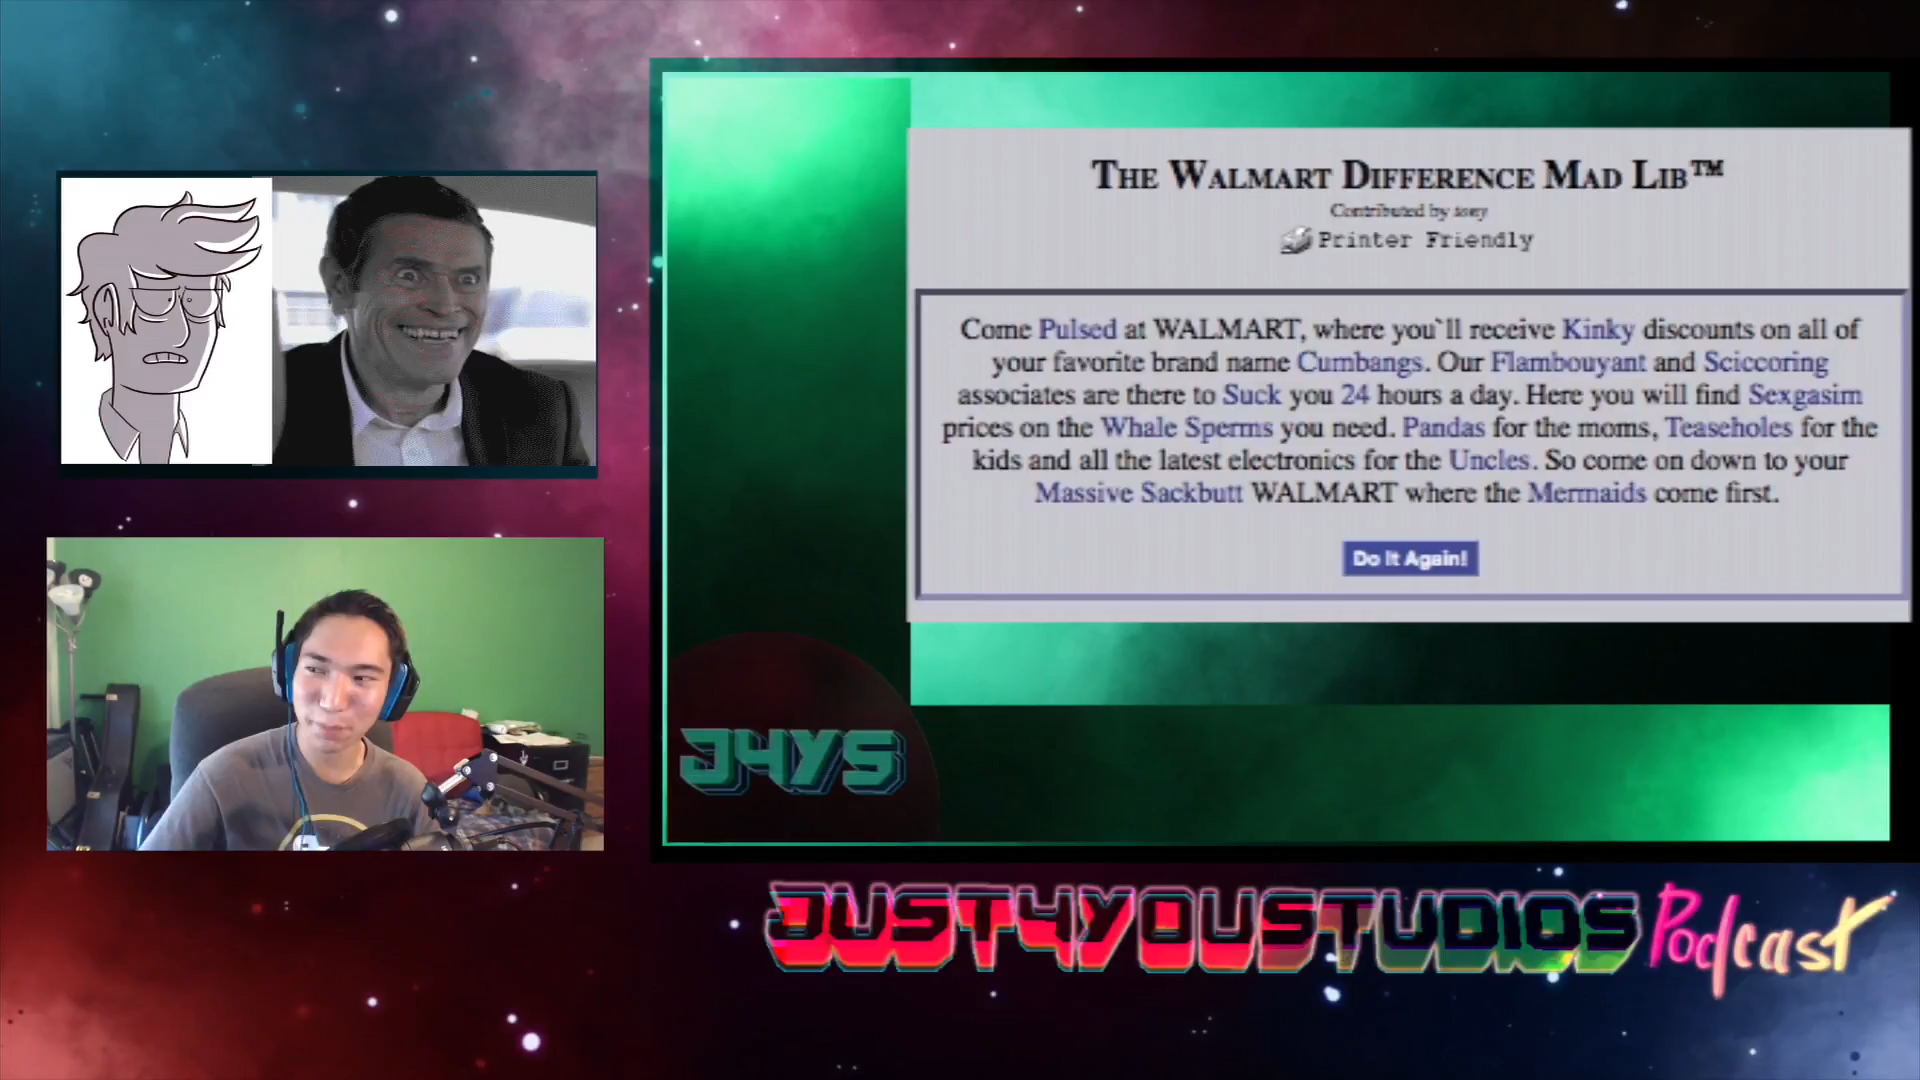 THE WALMART DIFFERENCE MAD LIB™
Contributed by tony
Printer Friendly
Come Pulsed at WALMART, where you`ll receive Kinky discounts on all of
your favorite brand name Cumbangs. Our Flambouyant and Sciccoring
associates are there to Suck you 24 hours a day. Here you will find Sexgasim
prices on the Whale Sperms you need. Pandas for the moms, Teaseholes for the
kids and all the latest electronics for the Uncles. So come on down to your
Massive Sackbutt WALMART where the Mermaids come first.
Do It Again!
J4YS
JUST4YOUSTUDIOS Podcast